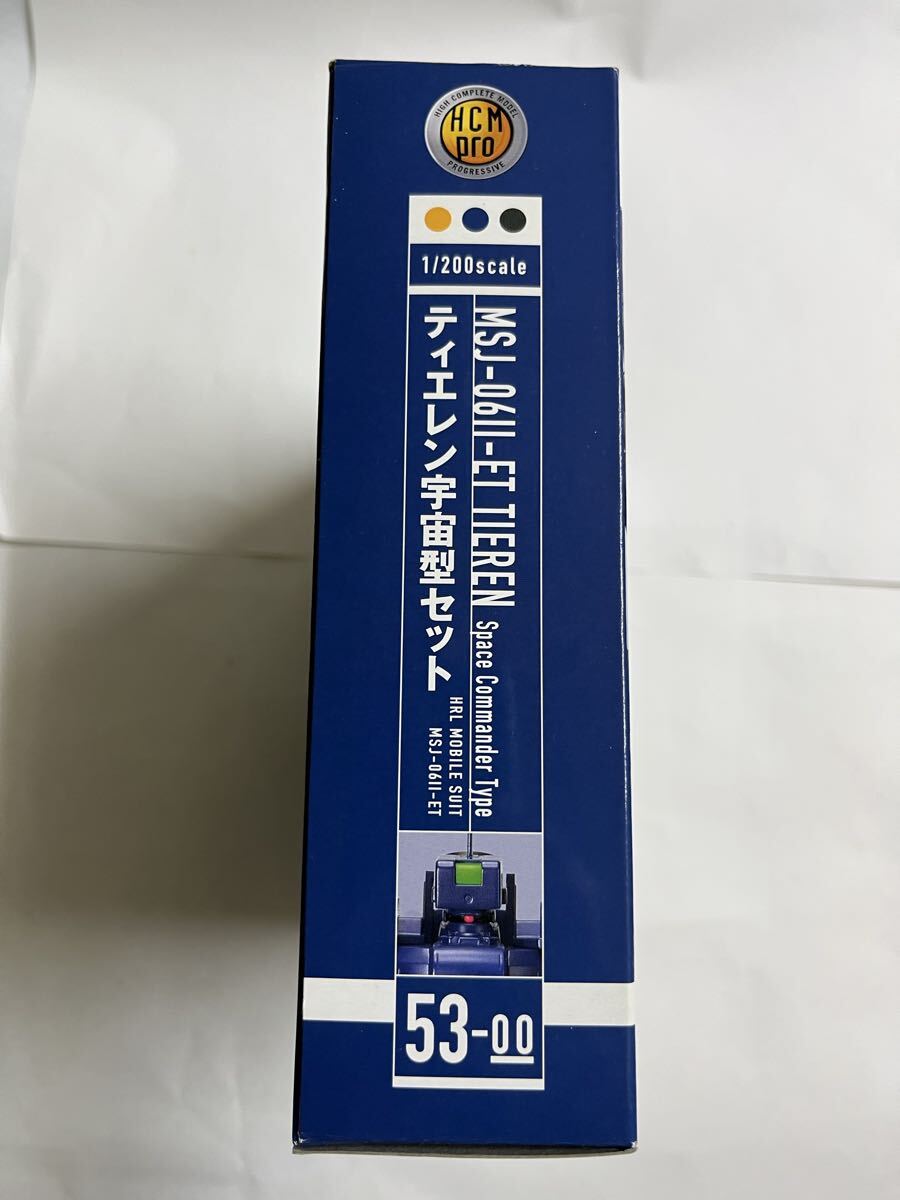 HIGH COMPLETE MODEL
HCM
pro
PROGRESSIVE
1/200scale
MSJ-06II-ET TIEREN Space Commander Type
ティエレン宇宙型セット
HRL MOBILE SUIT
MSJ-06II-ET
53-00